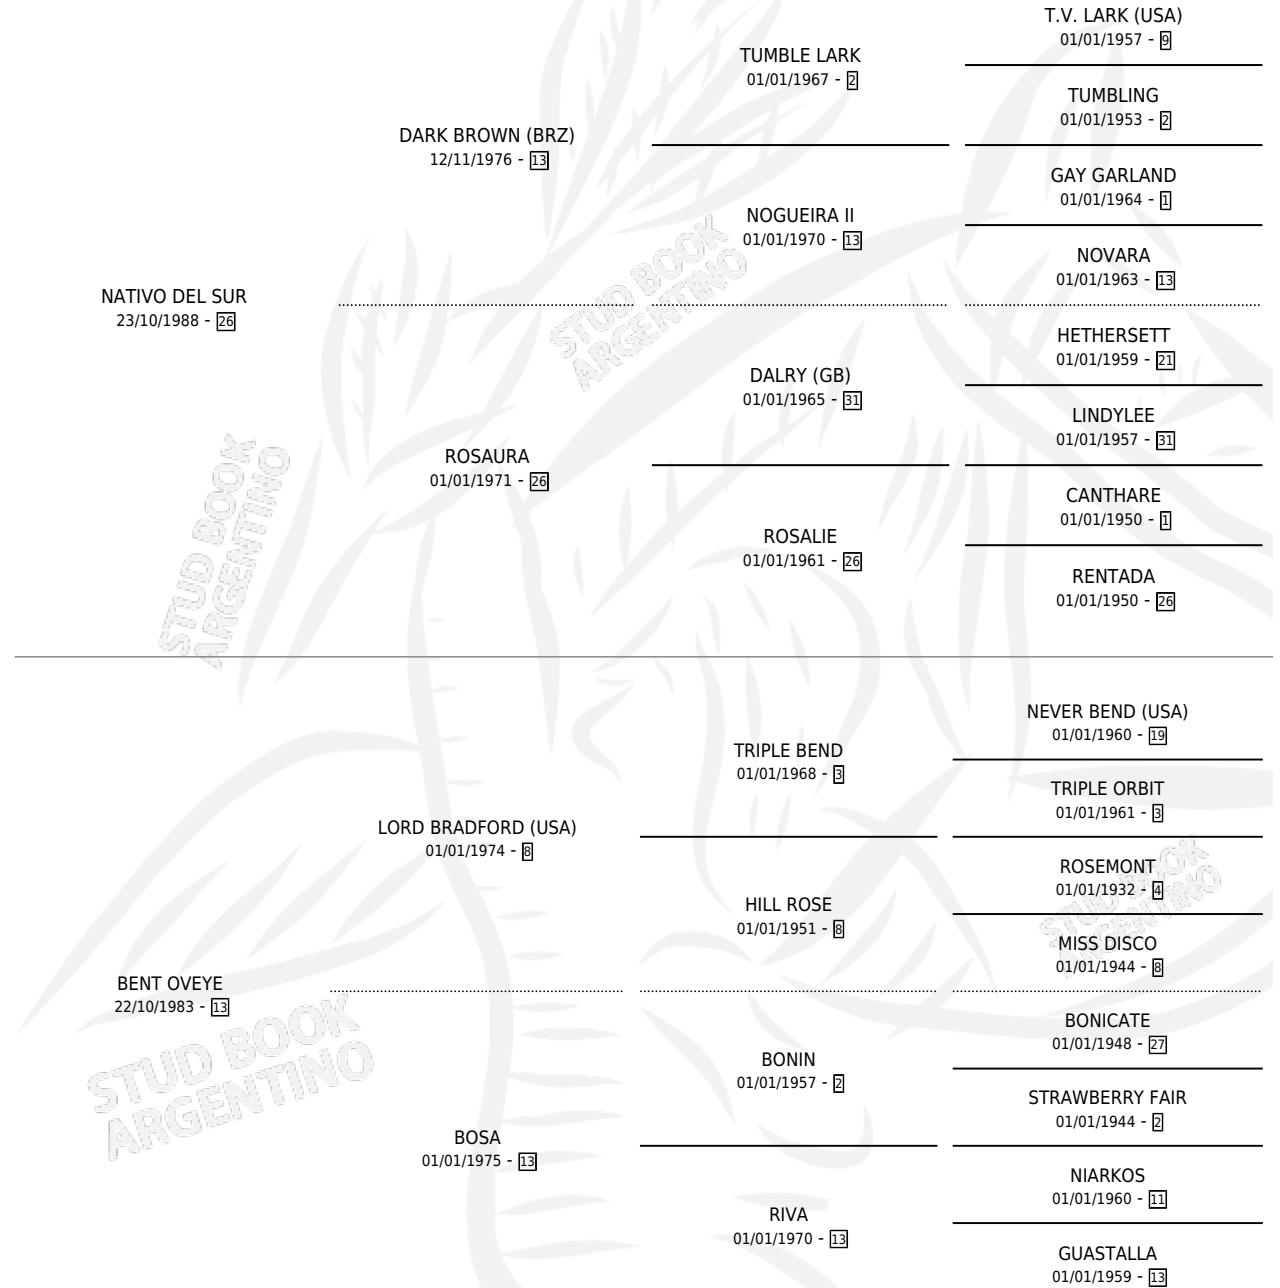 T.V. LARK (USA)
01/01/1957 - 9
TUMBLE LARK
01/01/1967 - 2
TUMBLING
01/01/1953 - 2
DARK BROWN (BRZ)
12/11/1976 - 13
GAY GARLAND
01/01/1964 - 1
NOGUEIRA II
01/01/1970 - 13
NOVARA
01/01/1963 - 13
NATIVO DEL SUR
23/10/1988 - 26
STUD BOOK
ARGENTINO
HETHERSETT
01/01/1959 - 21
DALRY (GB)
01/01/1965 - 31
LINDYLEE
01/01/1957 - 31
ROSAURA
01/01/1971 - 26
CANTHARE
01/01/1950 - 1
ROSALIE
01/01/1961 - 26
RENTADA
01/01/1950 - 26
STUD BOOK
ARGENTINO
NEVER BEND (USA)
01/01/1960 - 19
TRIPLE BEND
01/01/1968 - 3
TRIPLE ORBIT
01/01/1961 - 3
LORD BRADFORD (USA)
01/01/1974 - 8
ROSEMONT
01/01/1932 - 4
HILL ROSE
01/01/1951 - 8
STUD BOOK
ARGENTINO
MISS DISCO
01/01/1944 - 8
BENT OVEYE
22/10/1983 - 13
BONICATE
01/01/1948 - 27
BONIN
01/01/1957 - 2
STRAWBERRY FAIR
01/01/1944 - 2
STUD BOOK
ARGENTINO
BOSA
01/01/1975 - 13
NIARKOS
01/01/1960 - 11
RIVA
01/01/1970 - 13
GUASTALLA
01/01/1959 - 13